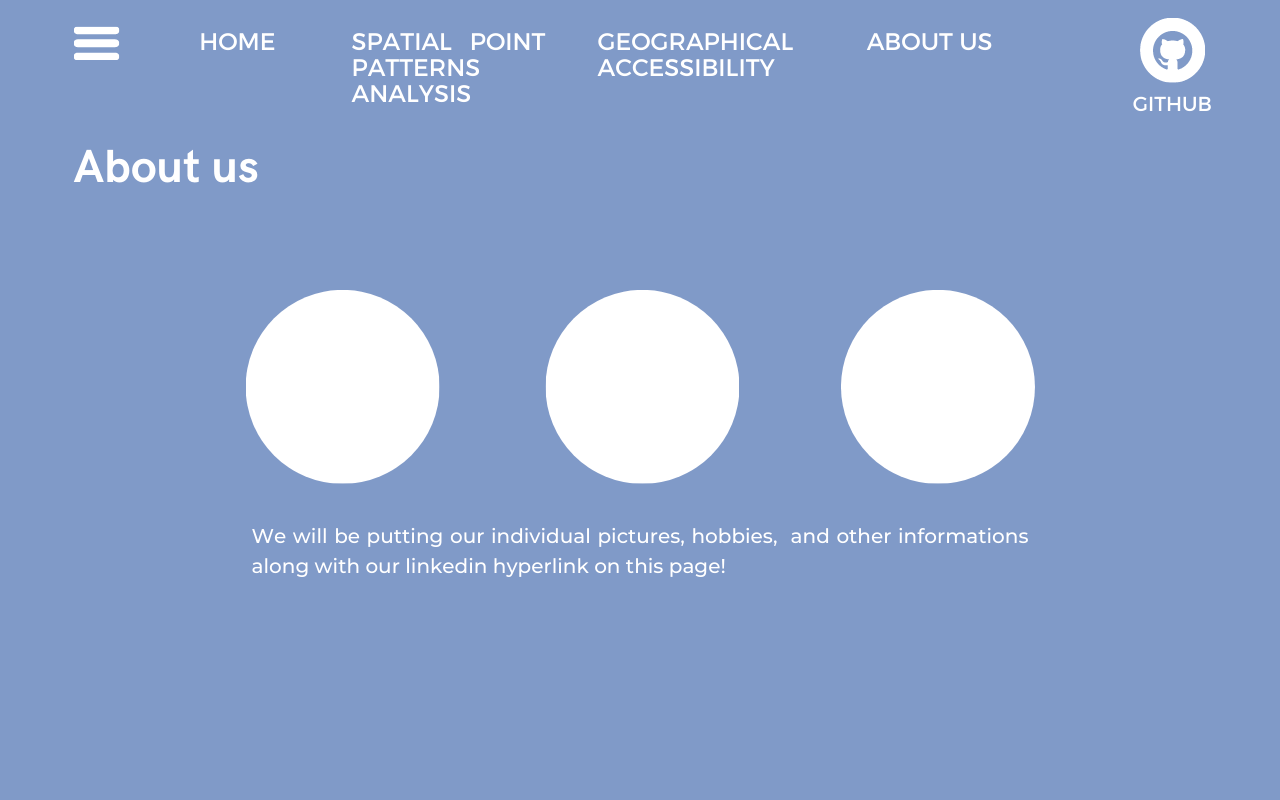 HOME
SPATIAL POINT
PATTERNS
ANALYSIS
GEOGRAPHICAL
ACCESSIBILITY
ABOUT US
GITHUB
About us
We will be putting our individual pictures, hobbies, and other informations
along with our linkedin hyperlink on this page!